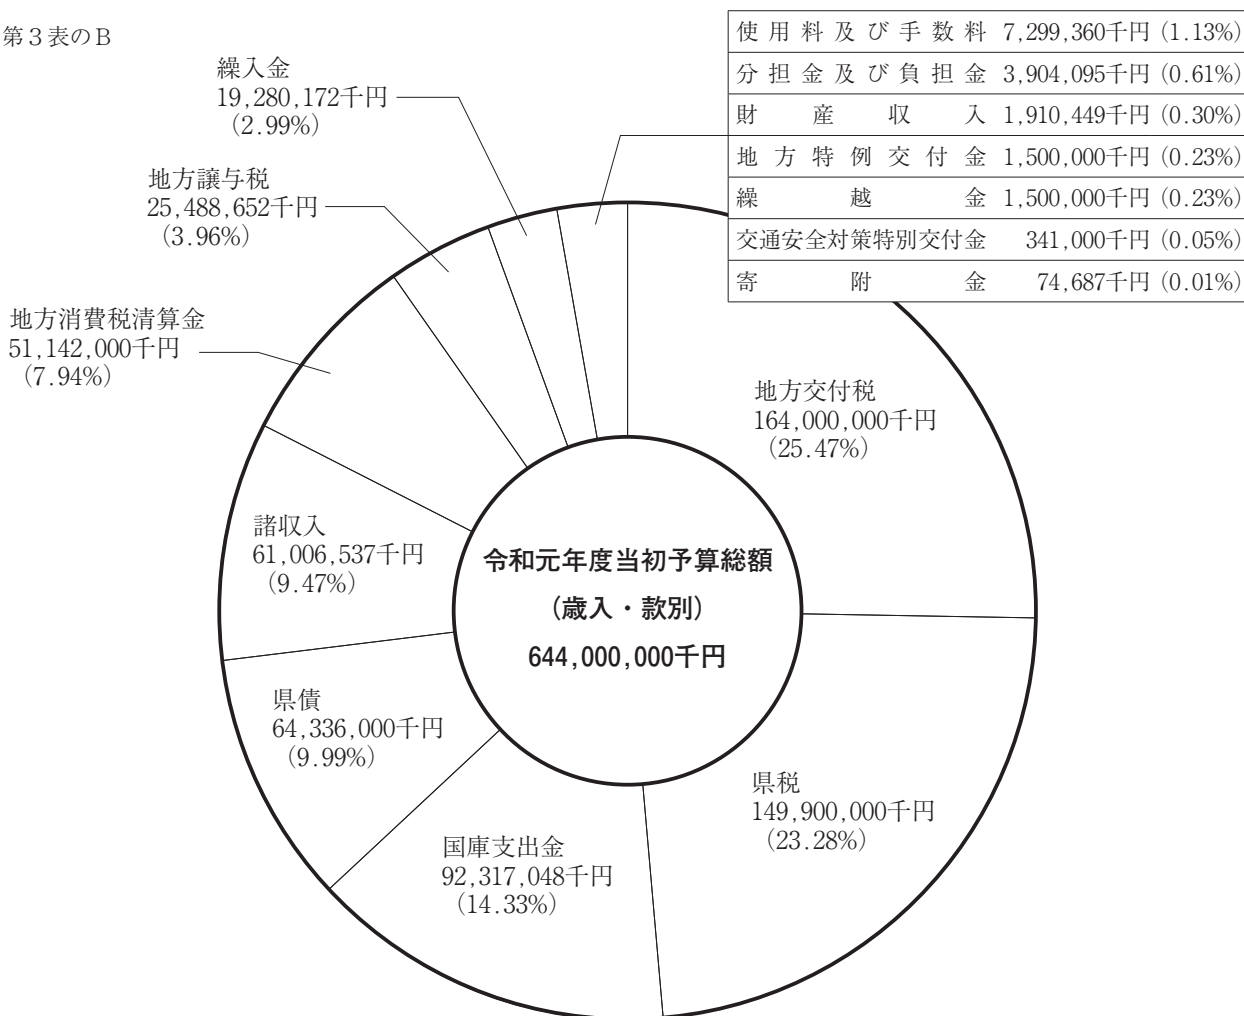 第3表のB
使用料及び手数料 7,299,360千円 (1.13%)
分担金及び負担金 3,904,095千円 (0.61%)
財産収入 1,910,449千円 (0.30%)
地方特例交付金 1,500,000千円 (0.23%)
繰越金 1,500,000千円 (0.23%)
交通安全対策特別交付金 341,000千円 (0.05%)
寄附金 74,687千円 (0.01%)
繰入金
19,280,172千円
(2.99%)
地方譲与税
25,488,652千円
(3.96%)
地方消費税清算金
51,142,000千円
(7.94%)
諸収入
61,006,537千円
(9.47%)
県債
64,336,000千円
(9.99%)
国庫支出金
92,317,048千円
(14.33%)
県税
149,900,000千円
(23.28%)
地方交付税
164,000,000千円
(25.47%)
令和元年度当初予算総額
(歳入・款別)
644,000,000千円